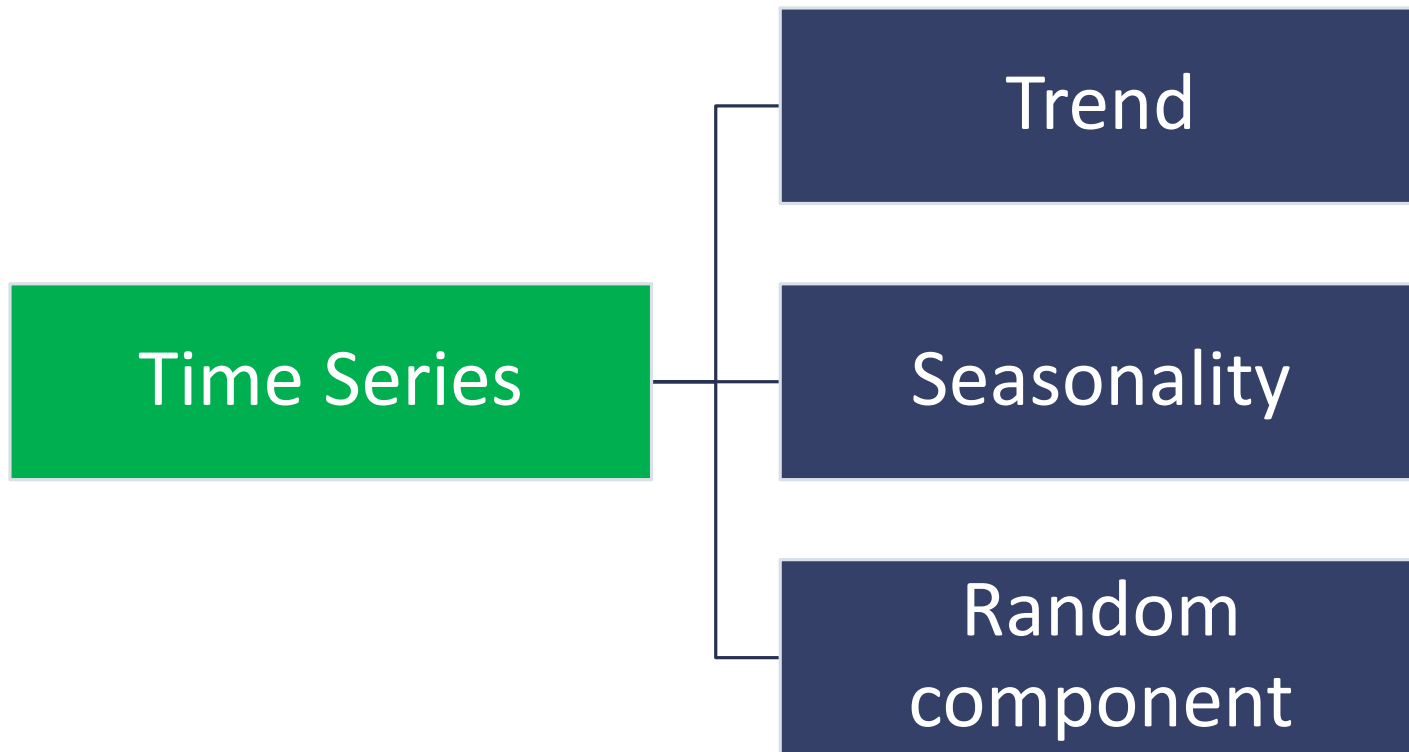 Time Series
Trend
Seasonality
Random
component